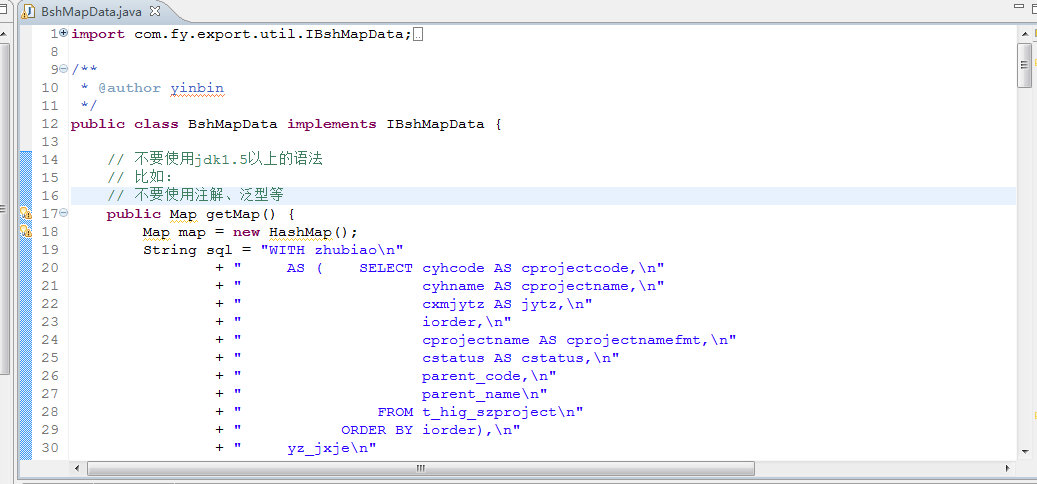 BshMapData.java
1 import com.fy.export.util.IBshMapData;
8
9 /**
10 * @author yinbin
11 */
12 public class BshMapData implements IBshMapData {
13
14 // 不要使用jdk1.5以上的语法
15 // 比如:
16 // 不要使用注解、泛型等
17 public Map getMap() {
18 Map map = new HashMap();
19 String sql = "WITH zhubiao\n"
20 + " AS ( SELECT cyhcode AS cprojectcode,\n"
21 + " cyhname AS cprojectname,\n"
22 + " cxmjytz AS jytz,\n"
23 + " iorder,\n"
24 + " cprojectname AS cprojectnamefmt,\n"
25 + " cstatus AS cstatus,\n"
26 + " parent_code,\n"
27 + " parent_name\n"
28 + " FROM t_hig_szproject\n"
29 + " ORDER BY iorder),\n"
30 + " yz_jxje\n"